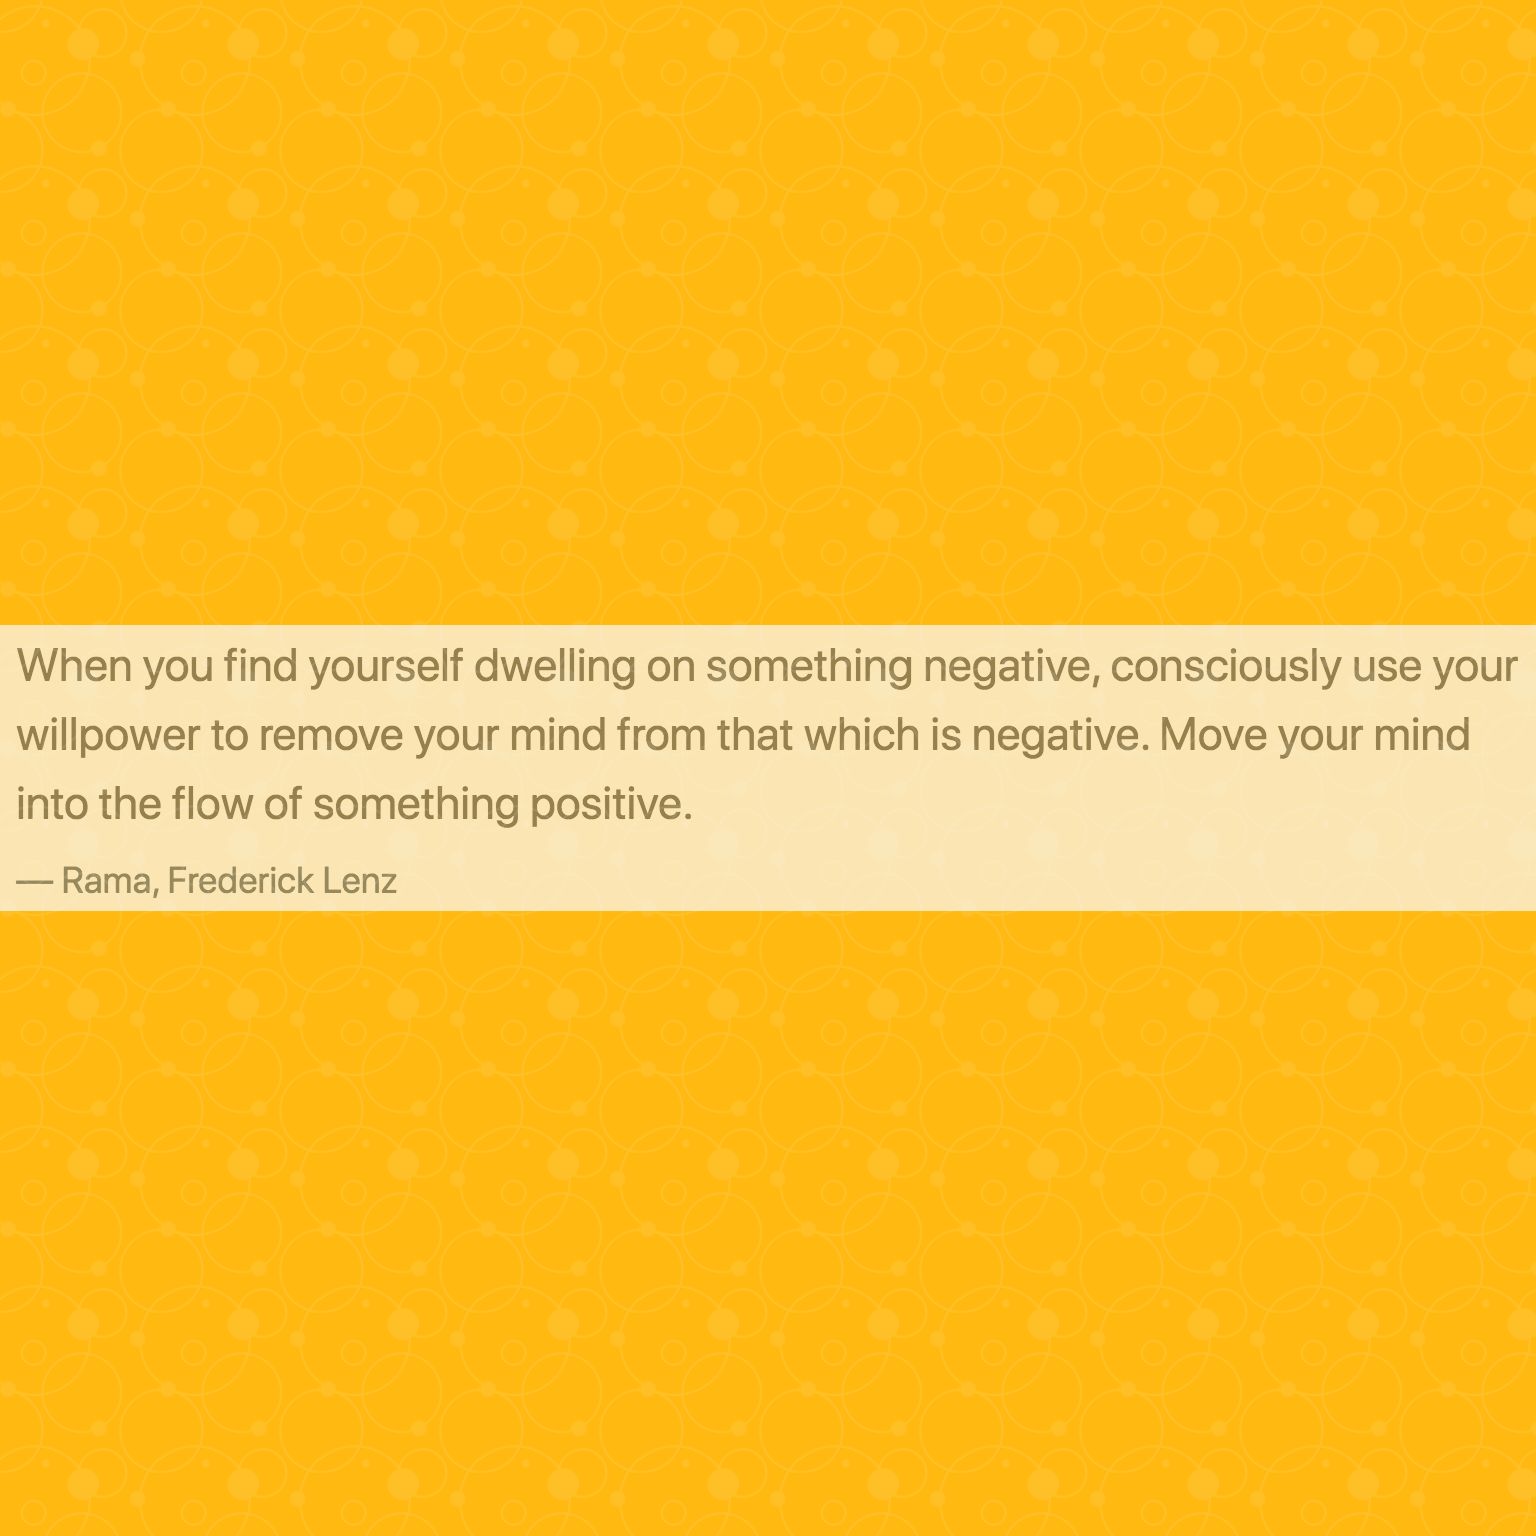 When you find yourself dwelling on something negative, consciously use your
willpower to remove your mind from that which is negative. Move your mind
into the flow of something positive.
— Rama, Frederick Lenz